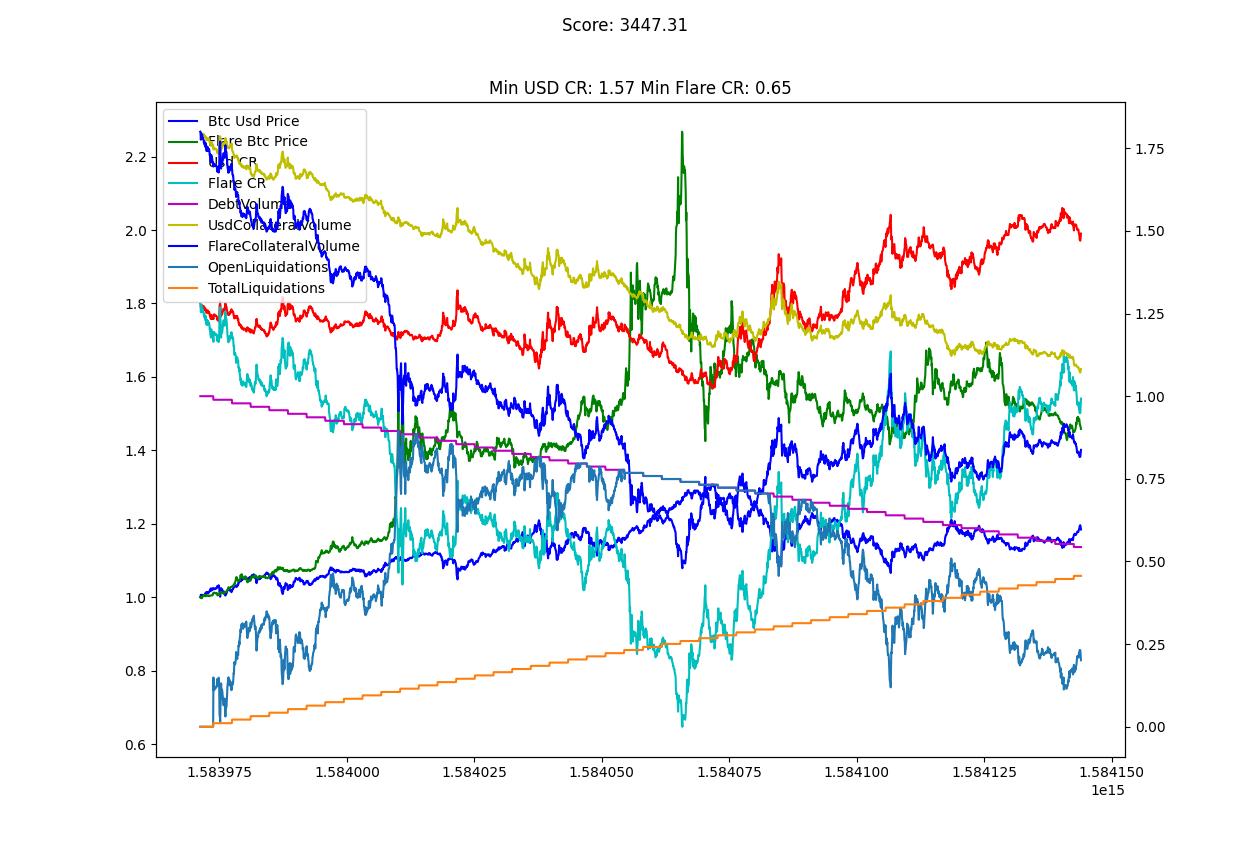 Score: 3447.31
Min USD CR: 1.57 Min Flare CR: 0.65
Btc Usd Price
Flare Btc Price
Usd CR
Flare CR
DebtVolume
UsdCollateralVolume
FlareCollateralVolume
OpenLiquidations
TotalLiquidations
2.2
2.0
1.8
1.6
1.4
1.2
1.0
0.8
0.6
1.75
1.50
1.25
1.00
0.75
0.50
0.25
0.00
1.583975 1.584000 1.584025 1.584050 1.584075 1.584100 1.584125 1.584150
1e15